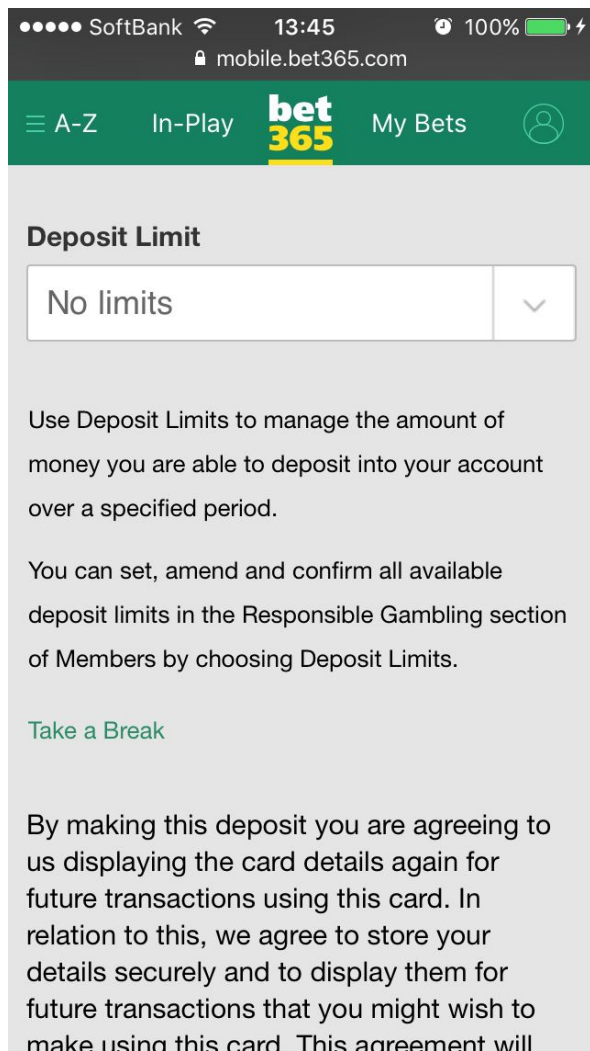 SoftBank 13:45 100%
mobile.bet365.com
A-Z In-Play bet365 My Bets
Deposit Limit
No limits
Use Deposit Limits to manage the amount of
money you are able to deposit into your account
over a specified period.
You can set, amend and confirm all available
deposit limits in the Responsible Gambling section
of Members by choosing Deposit Limits.
Take a Break
By making this deposit you are agreeing to
us displaying the card details again for
future transactions using this card. In
relation to this, we agree to store your
details securely and to display them for
future transactions that you might wish to
make using this card. This agreement will